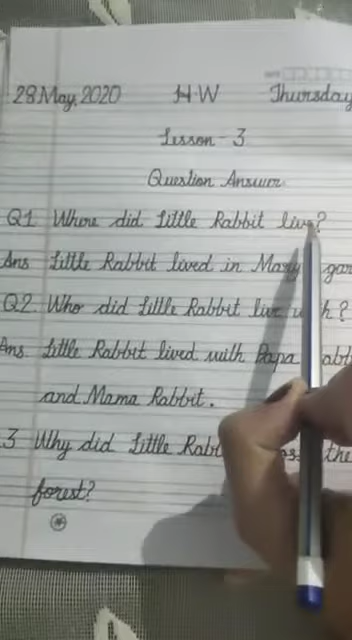 28 May, 2020 H.W Thursday
Lesson - 3
Question Answer
Q1 Where did Little Rabbit live?
Ans Little Rabbit lived in
Q2. Who did Little Rabbit ?
Ans. Little Rabbit lived with Papa
and Mama Rabbit.
3 Why did Little the
forest?